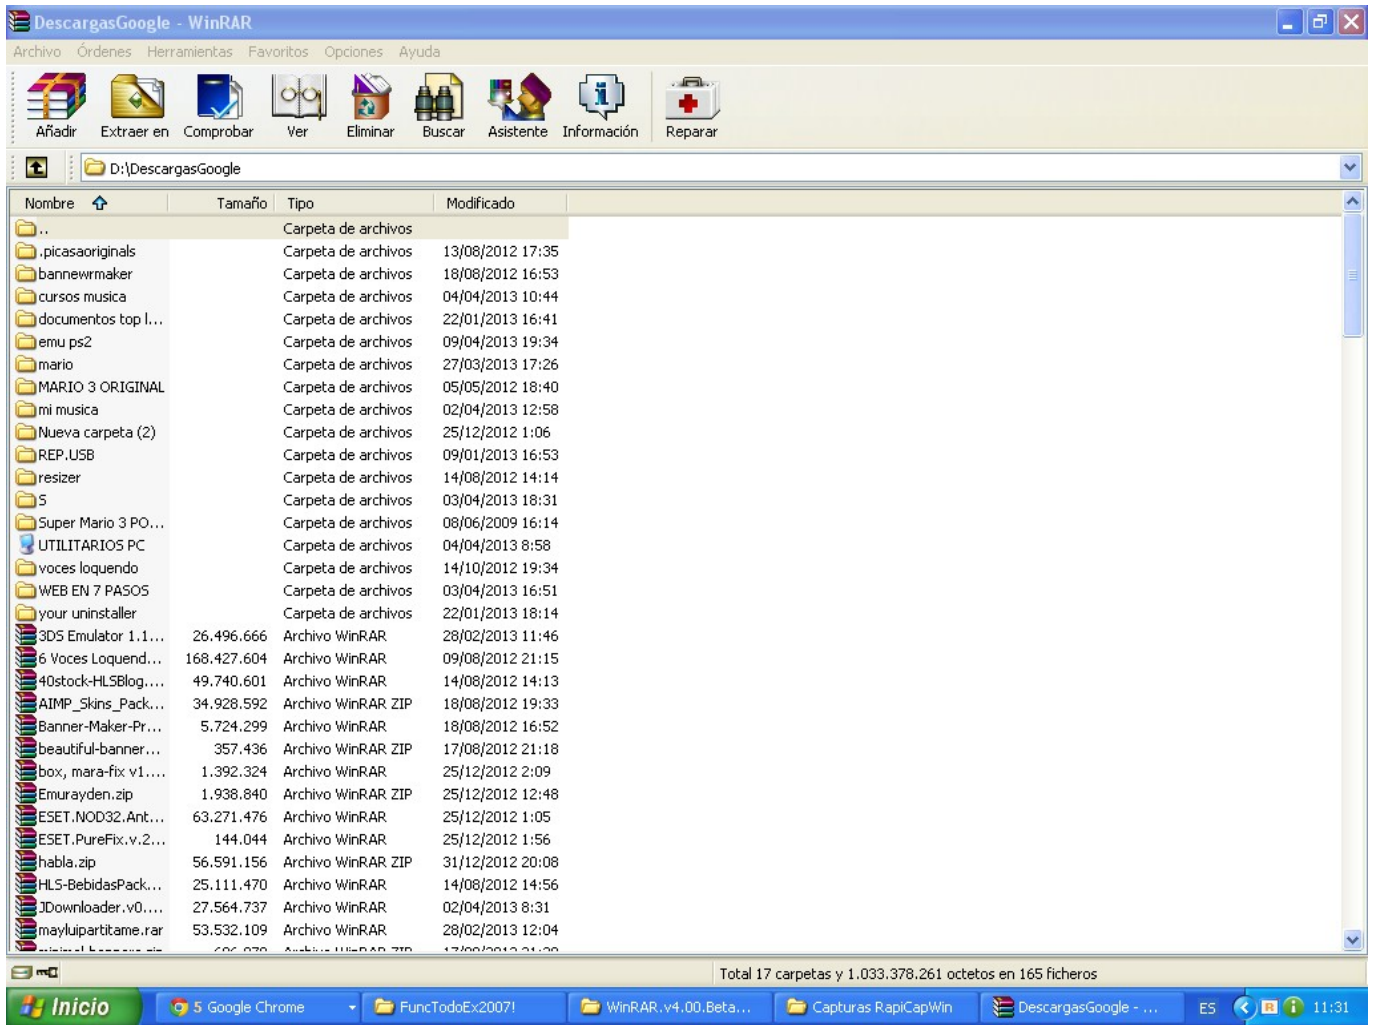 DescargasGoogle - WinRAR
Archivo Órdenes Herramientas Favoritos Opciones Ayuda
Añadir Extraer en Comprobar Ver Eliminar Buscar Asistente Información Reparar
D:\DescargasGoogle
Nombre Tamaño Tipo Modificado
.. Carpeta de archivos
.picasaoriginals Carpeta de archivos 13/08/2012 17:35
bannewrmaker Carpeta de archivos 18/08/2012 16:53
cursos musica Carpeta de archivos 04/04/2013 10:44
documentos top l... Carpeta de archivos 22/01/2013 16:41
emu ps2 Carpeta de archivos 09/04/2013 19:34
mario Carpeta de archivos 27/03/2013 17:26
MARIO 3 ORIGINAL Carpeta de archivos 05/05/2012 18:40
mi musica Carpeta de archivos 02/04/2013 12:58
Nueva carpeta (2) Carpeta de archivos 25/12/2012 1:06
REP.USB Carpeta de archivos 09/01/2013 16:53
resizer Carpeta de archivos 14/08/2012 14:14
S Carpeta de archivos 03/04/2013 18:31
Super Mario 3 PO... Carpeta de archivos 08/06/2009 16:14
UTILITARIOS PC Carpeta de archivos 04/04/2013 8:58
voces loquendo Carpeta de archivos 14/10/2012 19:34
WEB EN 7 PASOS Carpeta de archivos 03/04/2013 16:51
your uninstaller Carpeta de archivos 22/01/2013 18:14
3DS Emulator 1.1... 26.496.666 Archivo WinRAR 28/02/2013 11:46
6 Voces Loquend... 168.427.604 Archivo WinRAR 09/08/2012 21:15
40stock-HLSBlog.... 49.740.601 Archivo WinRAR 14/08/2012 14:13
AIMP_Skins_Pack... 34.928.592 Archivo WinRAR ZIP 18/08/2012 19:33
Banner-Maker-Pr... 5.724.299 Archivo WinRAR 18/08/2012 16:52
beautiful-banner... 357.436 Archivo WinRAR ZIP 17/08/2012 21:18
box, mara-fix v1.... 1.392.324 Archivo WinRAR 25/12/2012 2:09
Emurayden.zip 1.938.840 Archivo WinRAR ZIP 25/12/2012 12:48
ESET.NOD32.Ant... 63.271.476 Archivo WinRAR 25/12/2012 1:05
ESET.PureFix.v.2... 144.044 Archivo WinRAR 25/12/2012 1:56
habla.zip 56.591.156 Archivo WinRAR ZIP 31/12/2012 20:08
HLS-BebidasPack... 25.111.470 Archivo WinRAR 14/08/2012 14:56
JDownloader.v0.... 27.564.737 Archivo WinRAR 02/04/2013 8:31
mayluipartitame.rar 53.532.109 Archivo WinRAR 28/02/2013 12:04
Total 17 carpetas y 1.033.378.261 octetos en 165 ficheros
Inicio 5 Google Chrome FuncTodoEx2007! WinRAR.v4.00.Beta... Capturas RapiCapWin DescargasGoogle - ... ES R 11:31